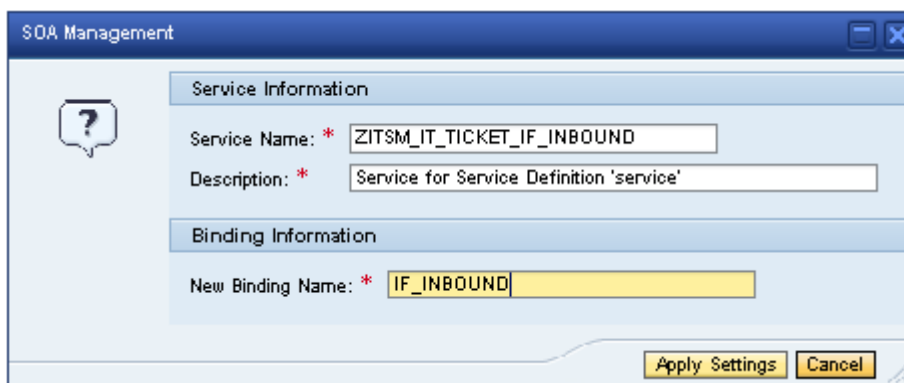 SOA Management
?
Service Information
Service Name: * ZITSM_IT_TICKET_IF_INBOUND
Description: * Service for Service Definition 'service'
Binding Information
New Binding Name: * IF_INBOUND
Apply Settings Cancel